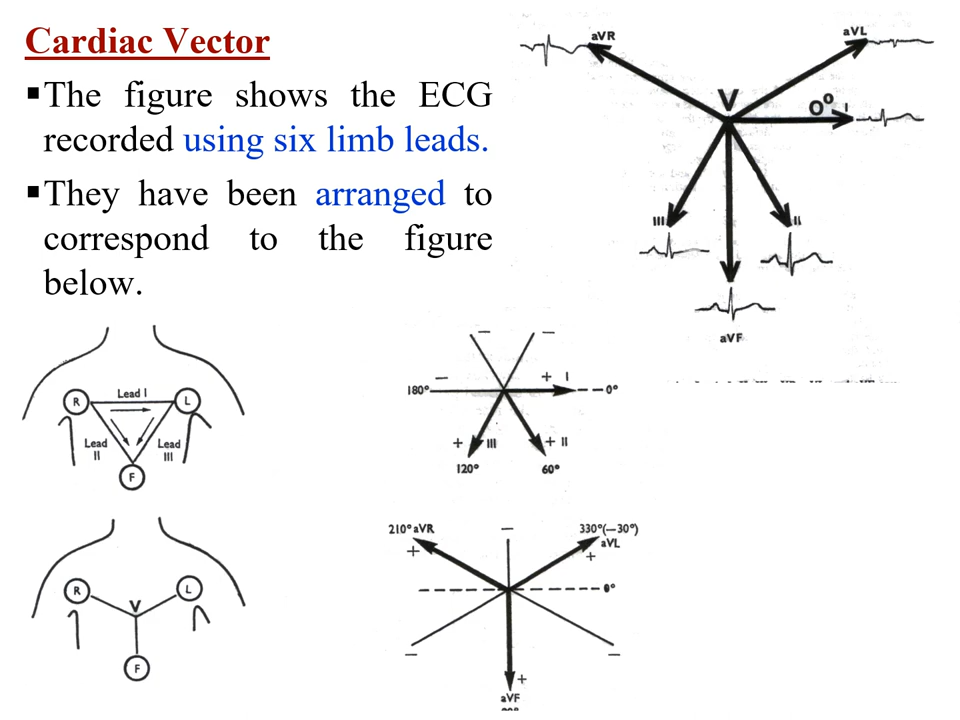 Cardiac Vector
▪The figure shows the ECG
recorded using six limb leads.
▪They have been arranged to
correspond to the figure
below.
aVR
aVL
V
0° I
III
II
aVF
R
Lead I
L
Lead
II
Lead
III
F
− −
180° − + I 0°
+ III + II
120° 60°
R
L
V
F
210° aVR − 330°(−30°)
+ aVL
+
0°
− −
+
aVF